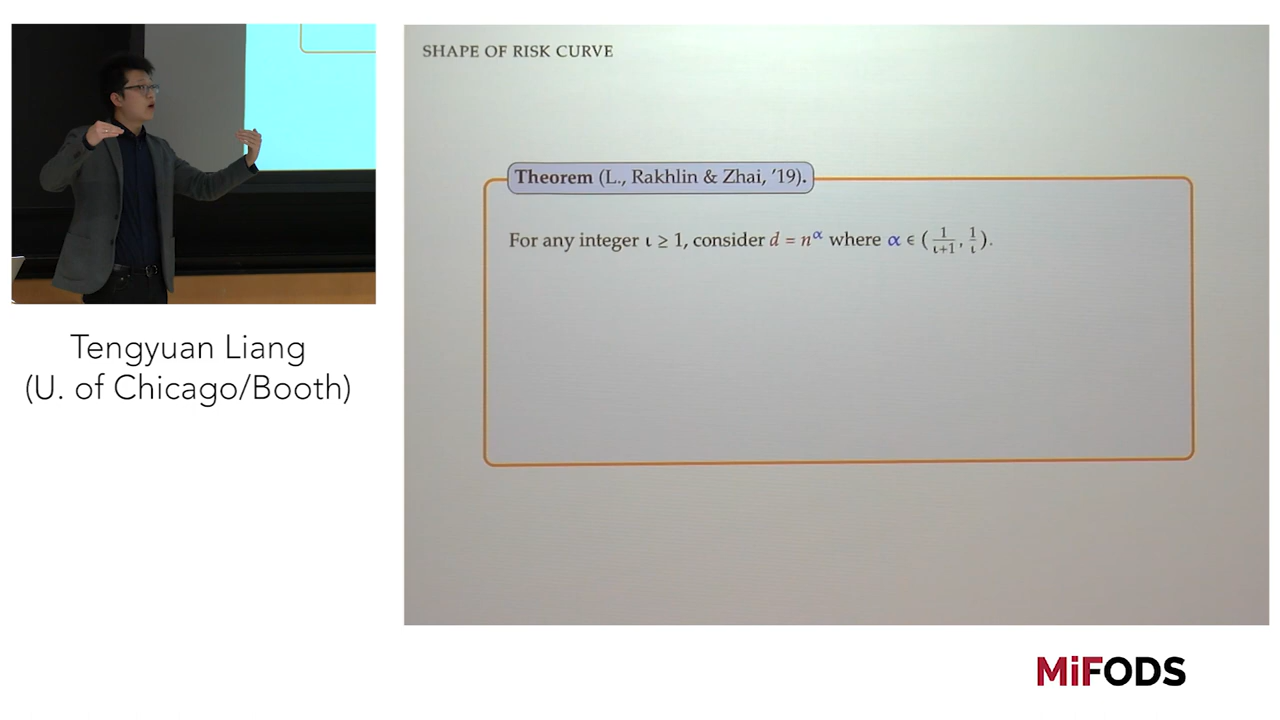 SHAPE OF RISK CURVE
Theorem (L., Rakhlin & Zhai, '19).
For any integer ι ≥ 1, consider d = n^α where α ∈ (1/(ι+1), 1/ι).
Tengyuan Liang
(U. of Chicago/Booth)
MiFODS